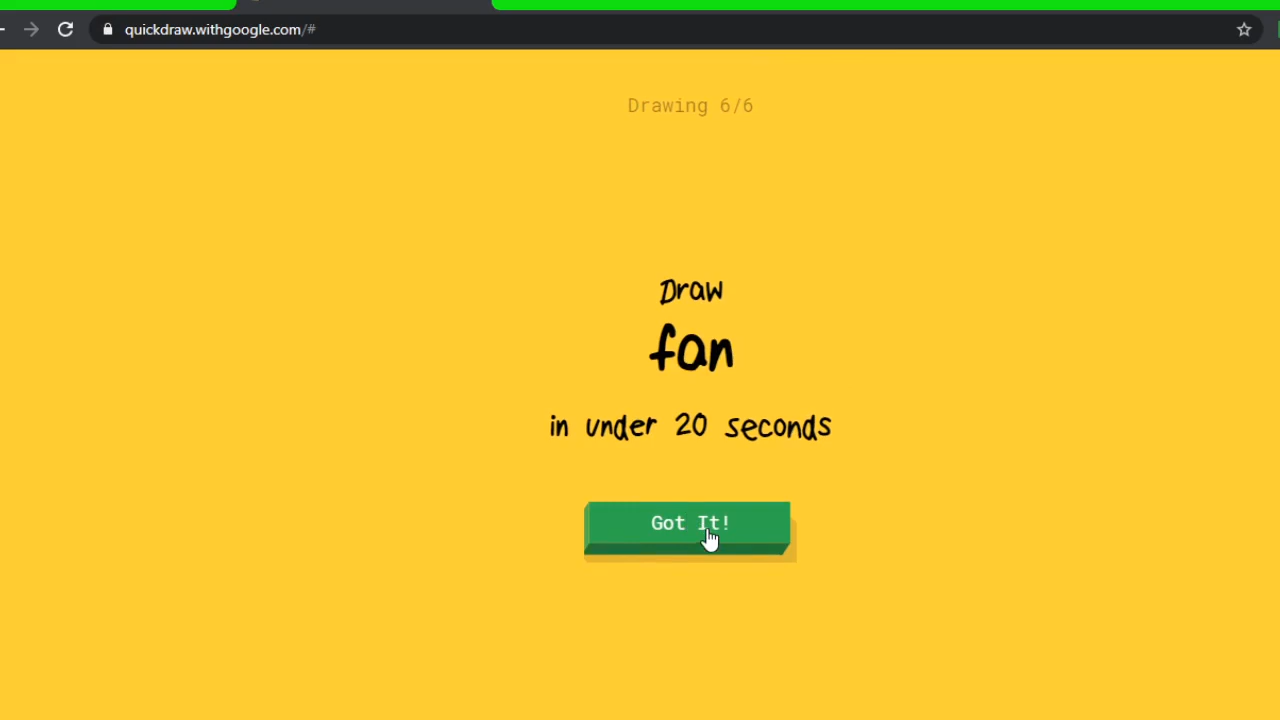 quickdraw.withgoogle.com/#
Drawing 6/6
Draw
fan
in under 20 seconds
Got It!